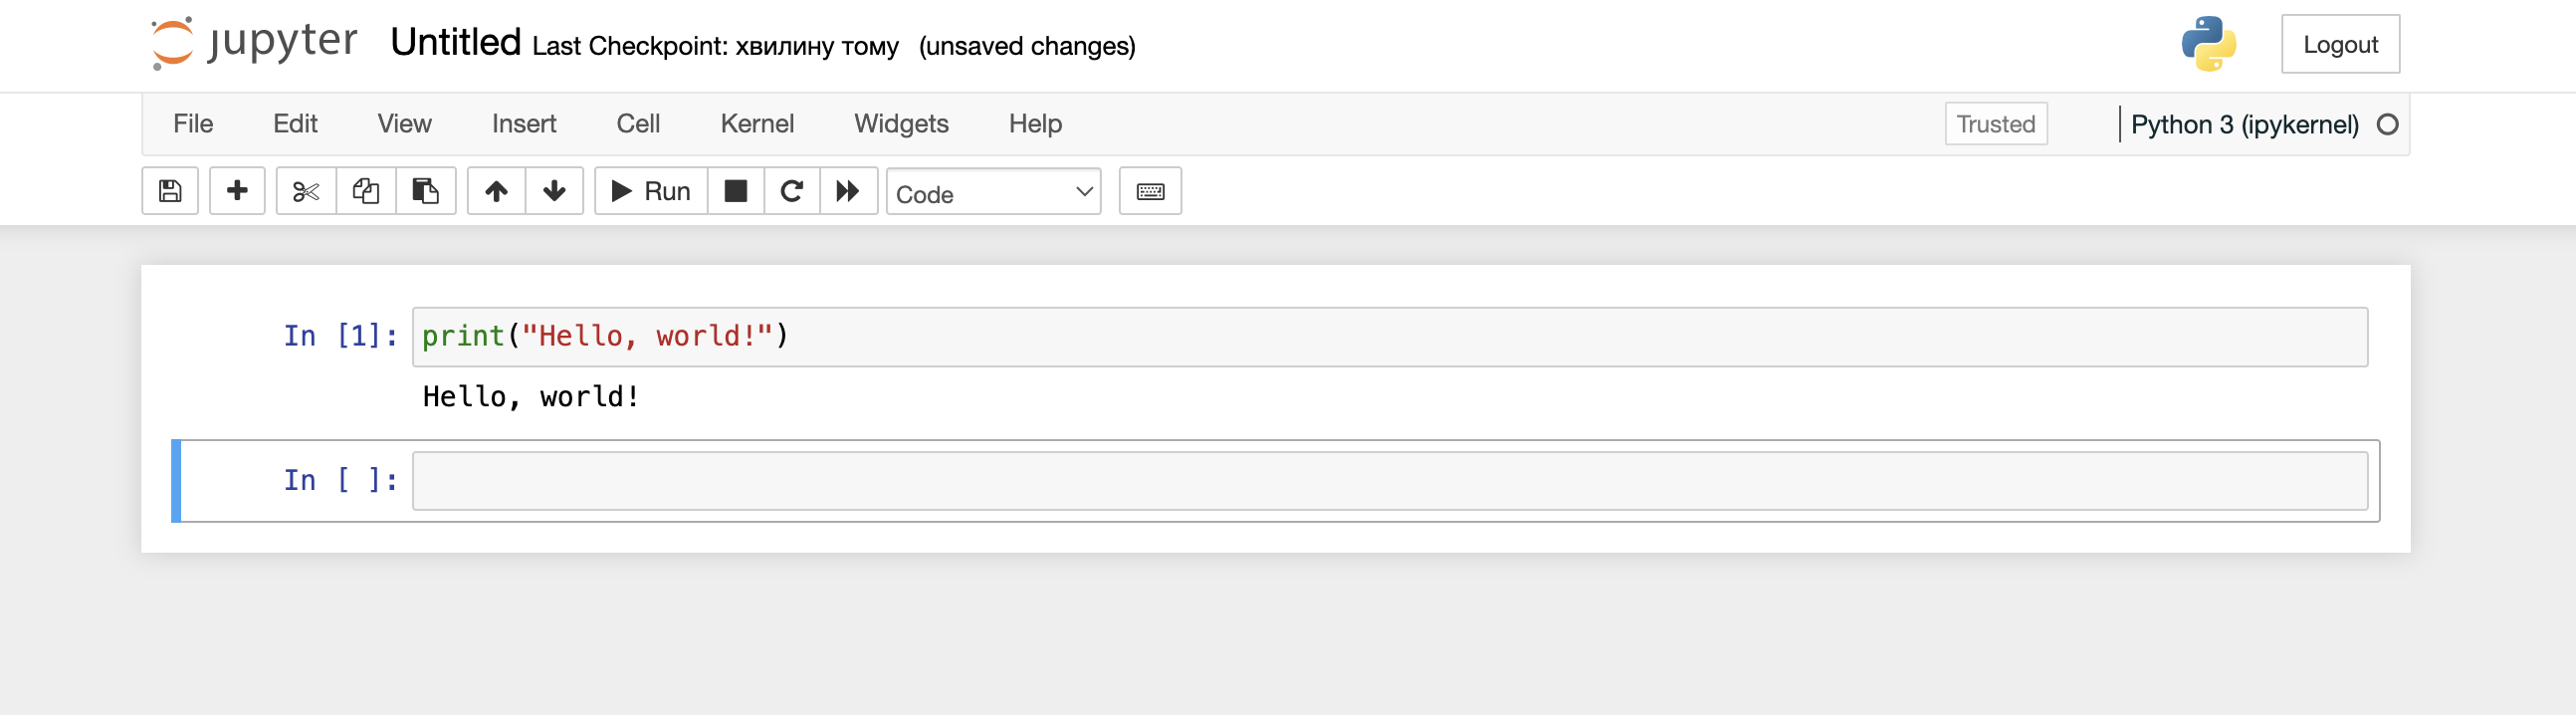 jupyter Untitled Last Checkpoint: хвилину тому (unsaved changes)
Logout
File Edit View Insert Cell Kernel Widgets Help
Trusted
Python 3 (ipykernel)
Run
Code
In [1]: print("Hello, world!")
Hello, world!
In [ ]: